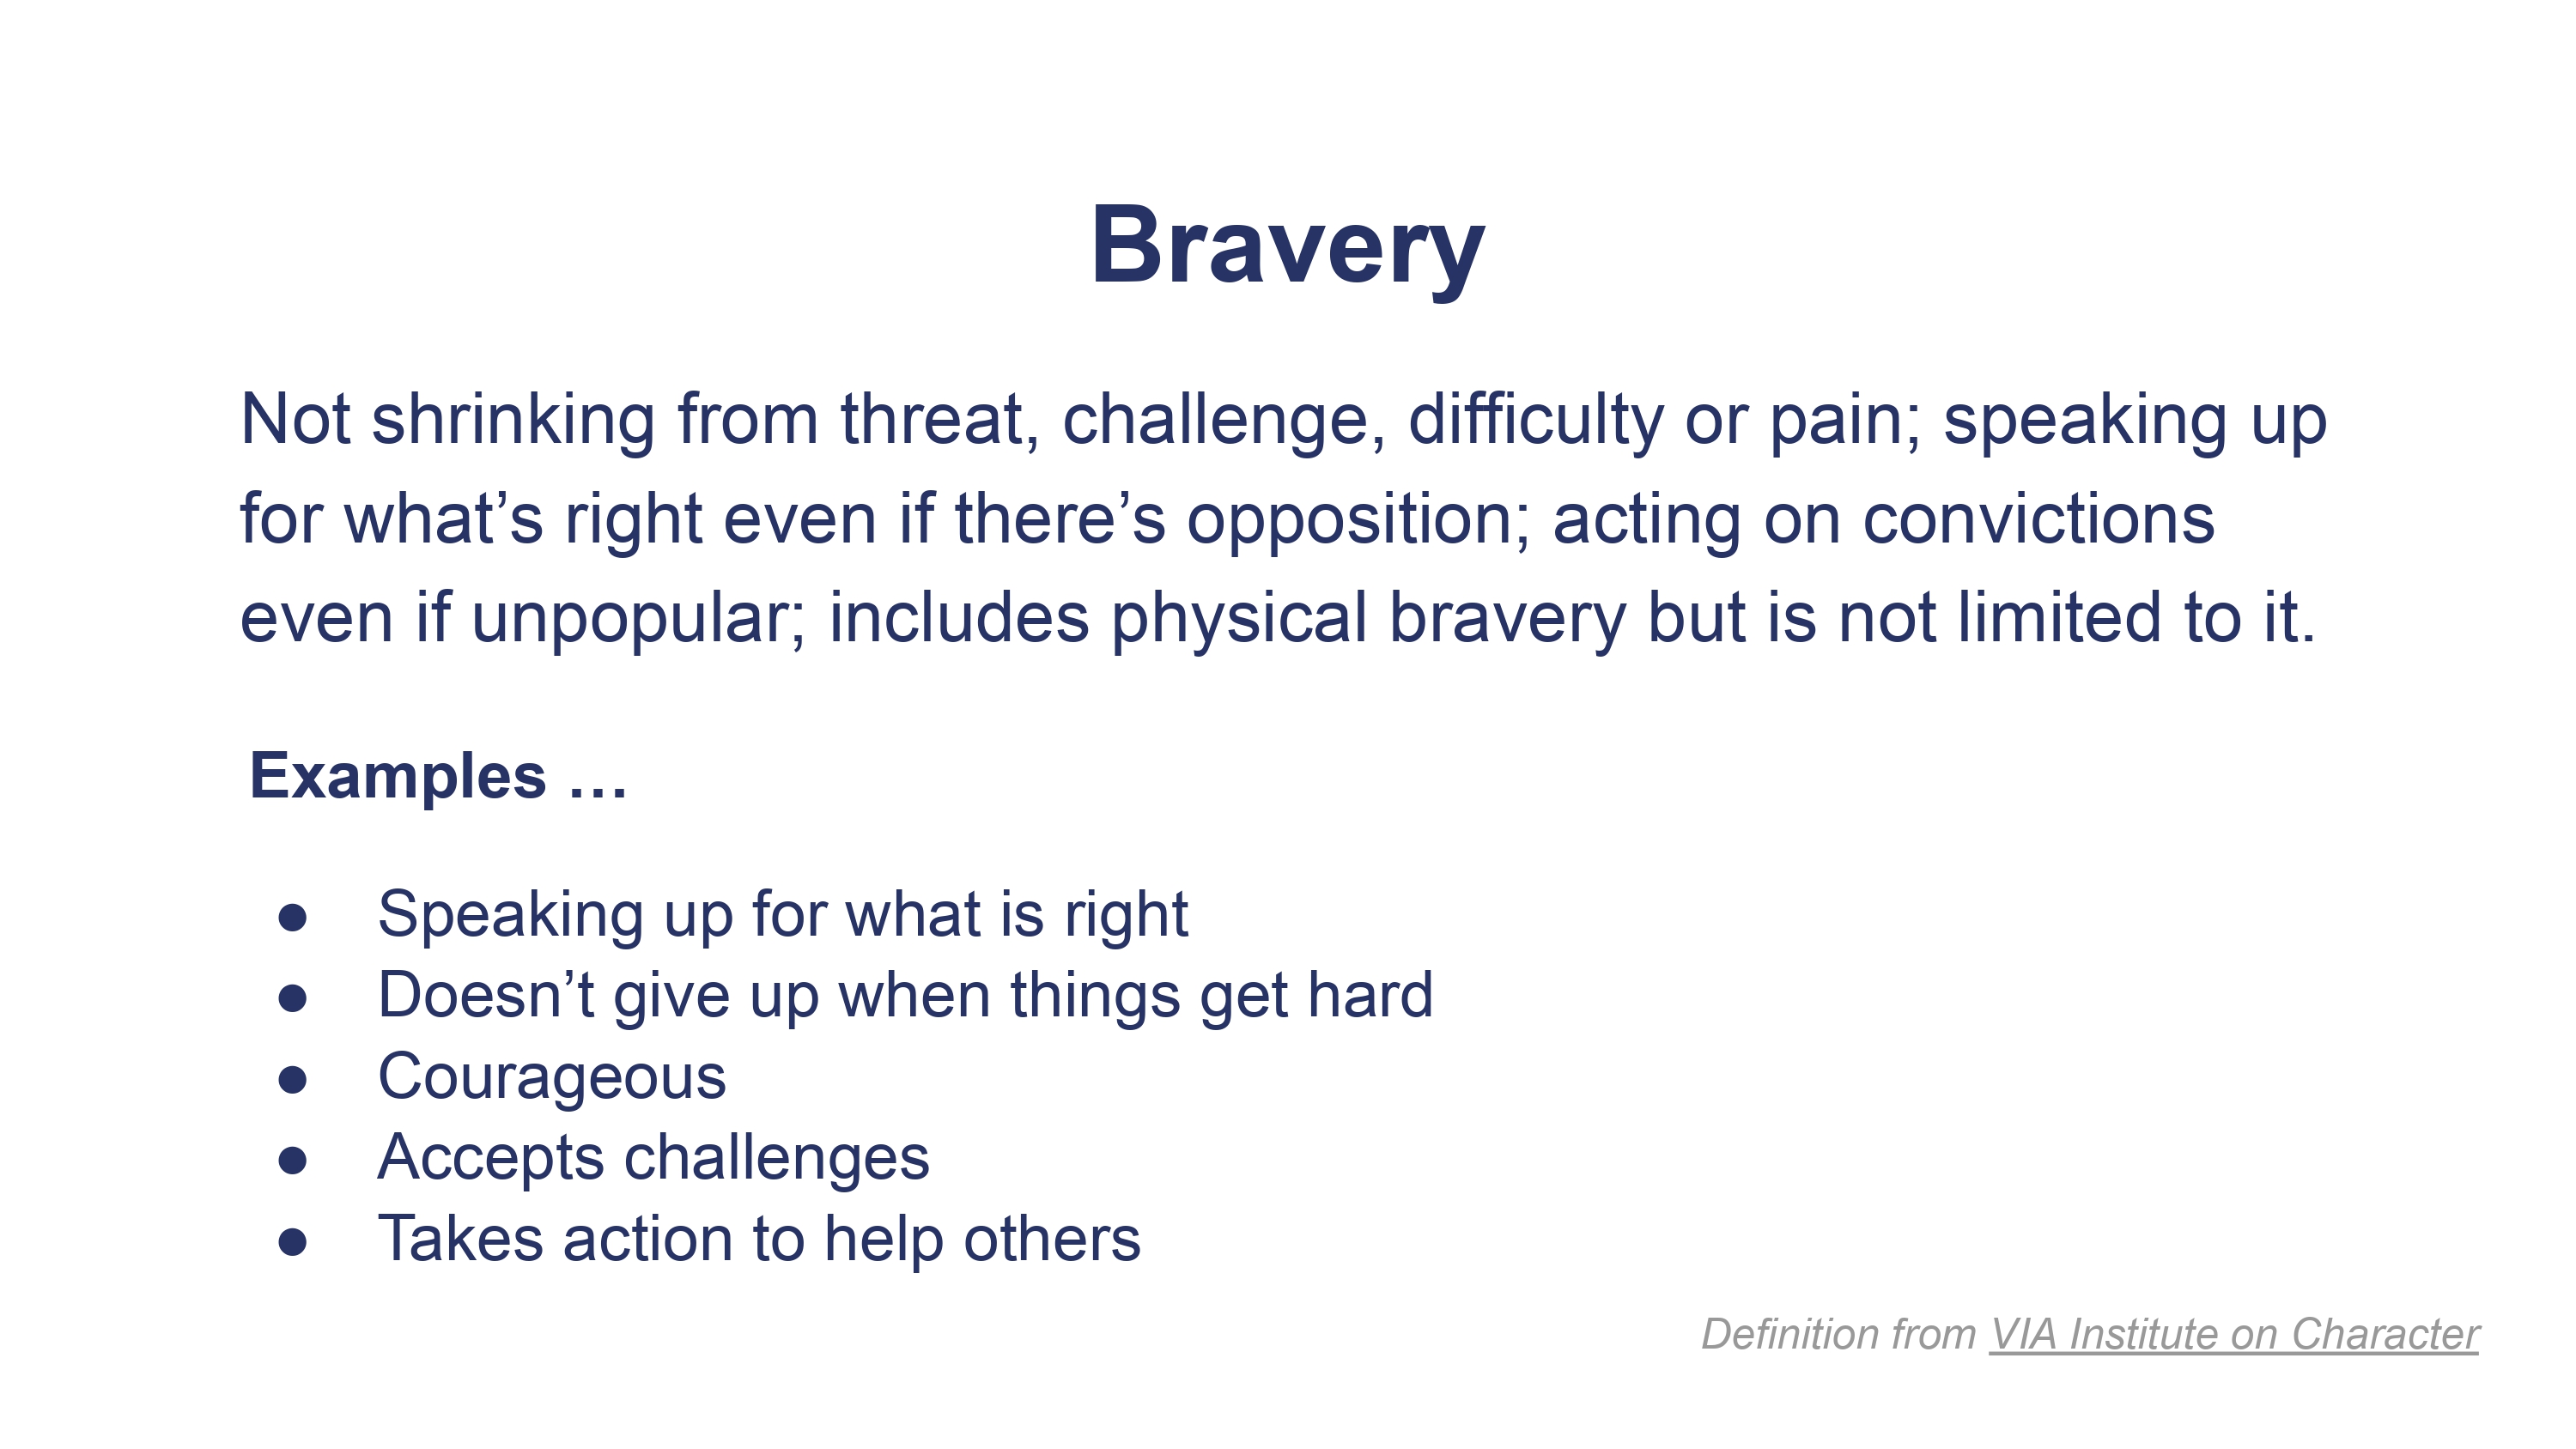 Bravery
Not shrinking from threat, challenge, difficulty or pain; speaking up
for what’s right even if there’s opposition; acting on convictions
even if unpopular; includes physical bravery but is not limited to it.
Examples …
● Speaking up for what is right
● Doesn’t give up when things get hard
● Courageous
● Accepts challenges
● Takes action to help others
Definition from VIA Institute on Character